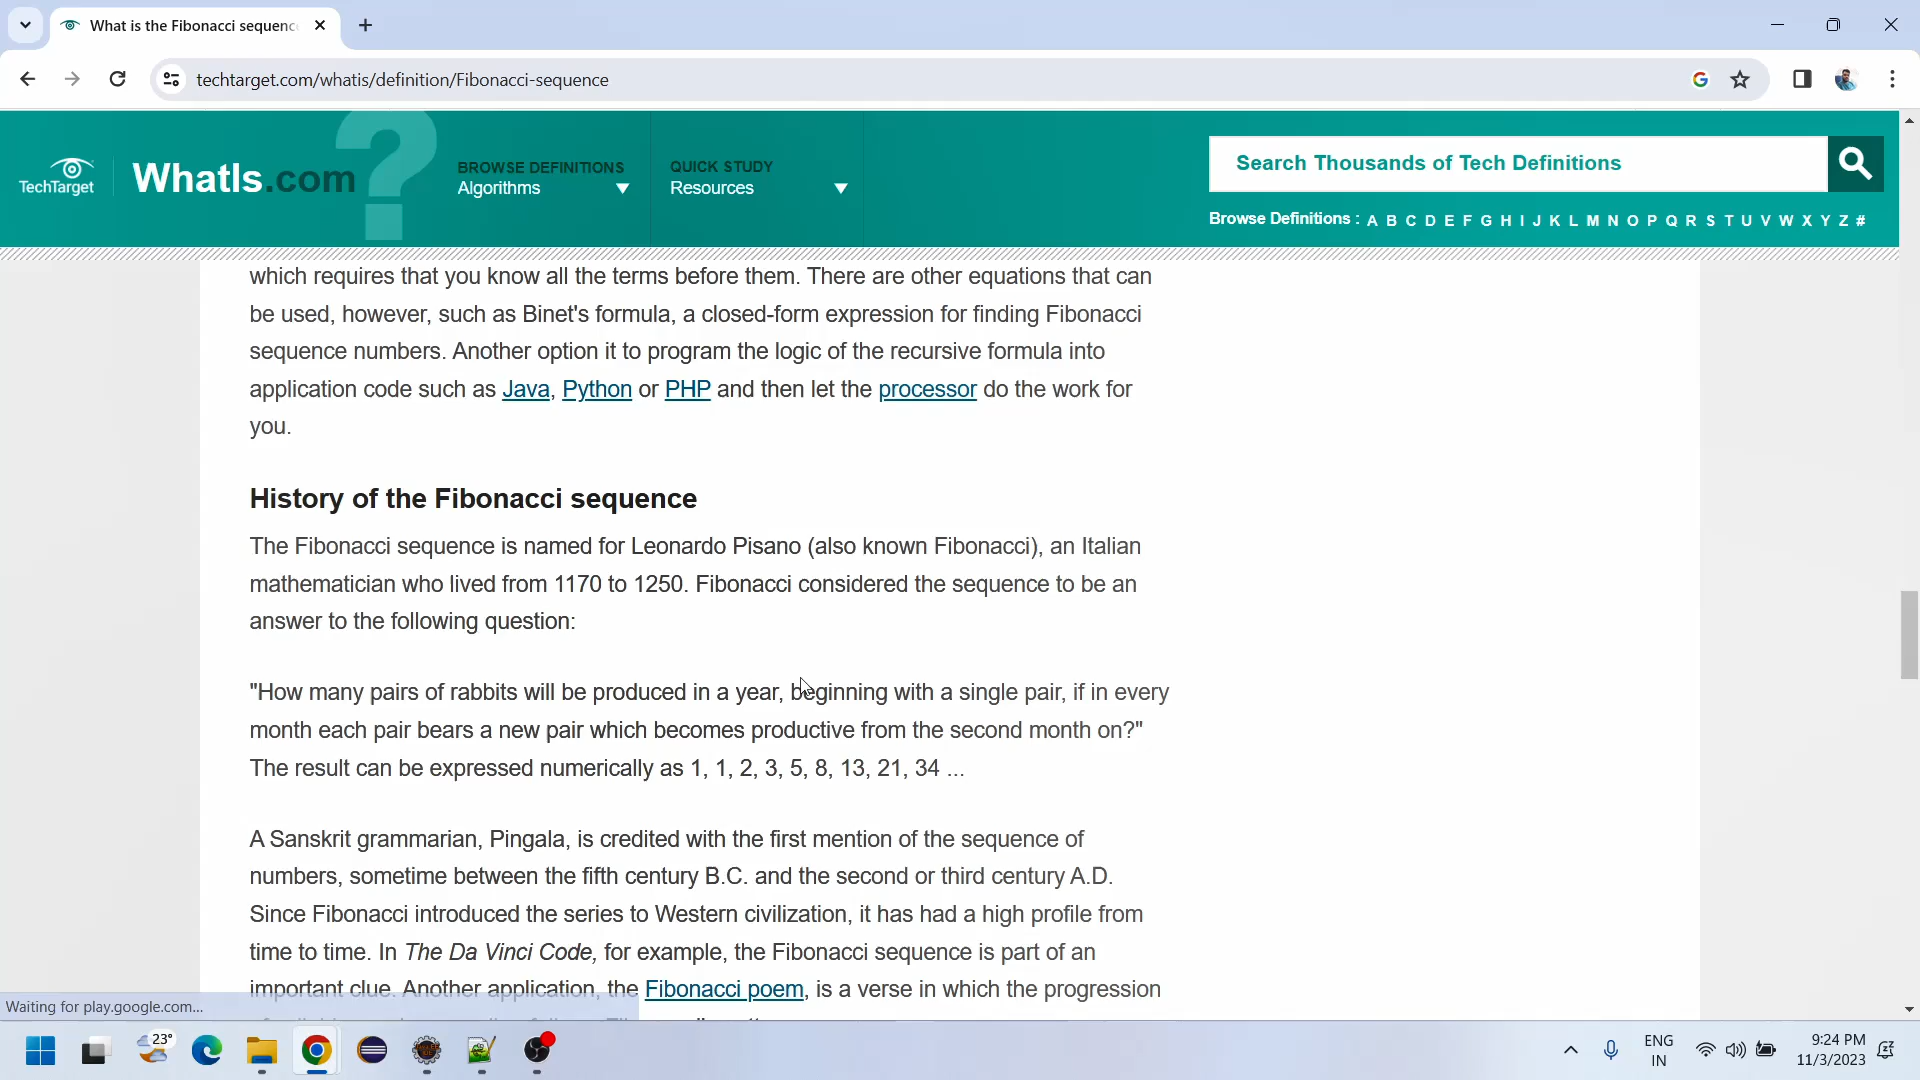 What is the Fibonacci sequenc
techtarget.com/whatis/definition/Fibonacci-sequence
TechTarget
WhatIs.com
?
BROWSE DEFINITIONS
Algorithms
QUICK STUDY
Resources
Search Thousands of Tech Definitions
Browse Definitions : A B C D E F G H I J K L M N O P Q R S T U V W X Y Z #
which requires that you know all the terms before them. There are other equations that can
be used, however, such as Binet's formula, a closed-form expression for finding Fibonacci
sequence numbers. Another option it to program the logic of the recursive formula into
application code such as Java, Python or PHP and then let the processor do the work for
you.
History of the Fibonacci sequence
The Fibonacci sequence is named for Leonardo Pisano (also known Fibonacci), an Italian
mathematician who lived from 1170 to 1250. Fibonacci considered the sequence to be an
answer to the following question:
"How many pairs of rabbits will be produced in a year, beginning with a single pair, if in every
month each pair bears a new pair which becomes productive from the second month on?"
The result can be expressed numerically as 1, 1, 2, 3, 5, 8, 13, 21, 34 ...
A Sanskrit grammarian, Pingala, is credited with the first mention of the sequence of
numbers, sometime between the fifth century B.C. and the second or third century A.D.
Since Fibonacci introduced the series to Western civilization, it has had a high profile from
time to time. In The Da Vinci Code, for example, the Fibonacci sequence is part of an
important clue. Another application, the Fibonacci poem, is a verse in which the progression
Waiting for play.google.com...
23°
ENG
IN
9:24 PM
11/3/2023